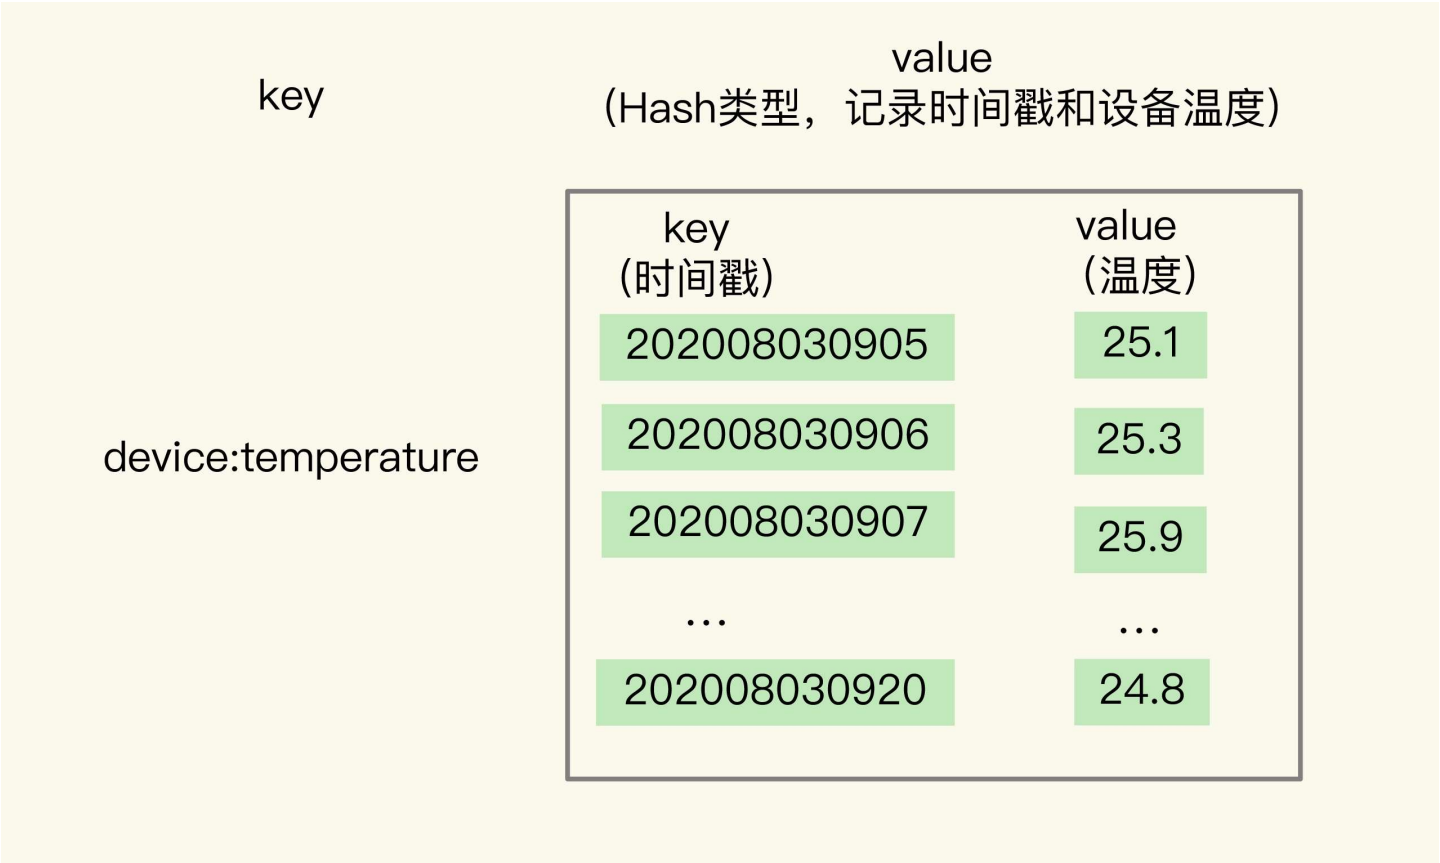 key
value
（Hash类型，记录时间戳和设备温度）
key
（时间戳）
value
（温度）
202008030905
25.1
202008030906
25.3
device:temperature
202008030907
25.9
...
...
202008030920
24.8